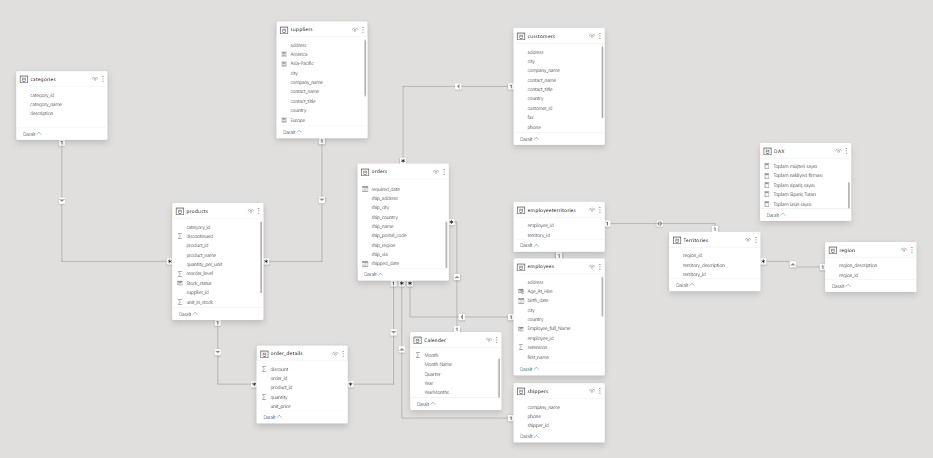 categories
category_id
category_name
description
Daralt
suppliers
address
America
Asia-Pacific
city
company_name
contact_name
contact_title
country
Europe
Daralt
customers
address
city
company_name
contact_name
contact_title
country
customer_id
fax
phone
Daralt
orders
required_date
ship_address
ship_city
ship_country
ship_name
ship_postal_code
ship_region
ship_via
shipped_date
Daralt
products
category_id
discontinued
product_id
product_name
quantity_per_unit
reorder_level
Stock_status
supplier_id
unit_in_stock
Daralt
order_details
discount
order_id
product_id
quantity
unit_price
Daralt
Calender
Month
Month Name
Quarter
Year
YearMonths
Daralt
employeeterritories
employee_id
territory_id
Daralt
employees
address
Age_At_Hire
birth_date
city
country
Employee_full_Name
employee_id
extension
first_name
Daralt
shippers
company_name
phone
shipper_id
Daralt
DAX
Toplam müşteri sayısı
Toplam nakliyed firması
Toplam sipariş sayısı
Toplam Sipariş Tutarı
Toplam ürün sayısı
Daralt
Territories
region_id
territory_description
territory_id
Daralt
region
region_description
region_id
Daralt